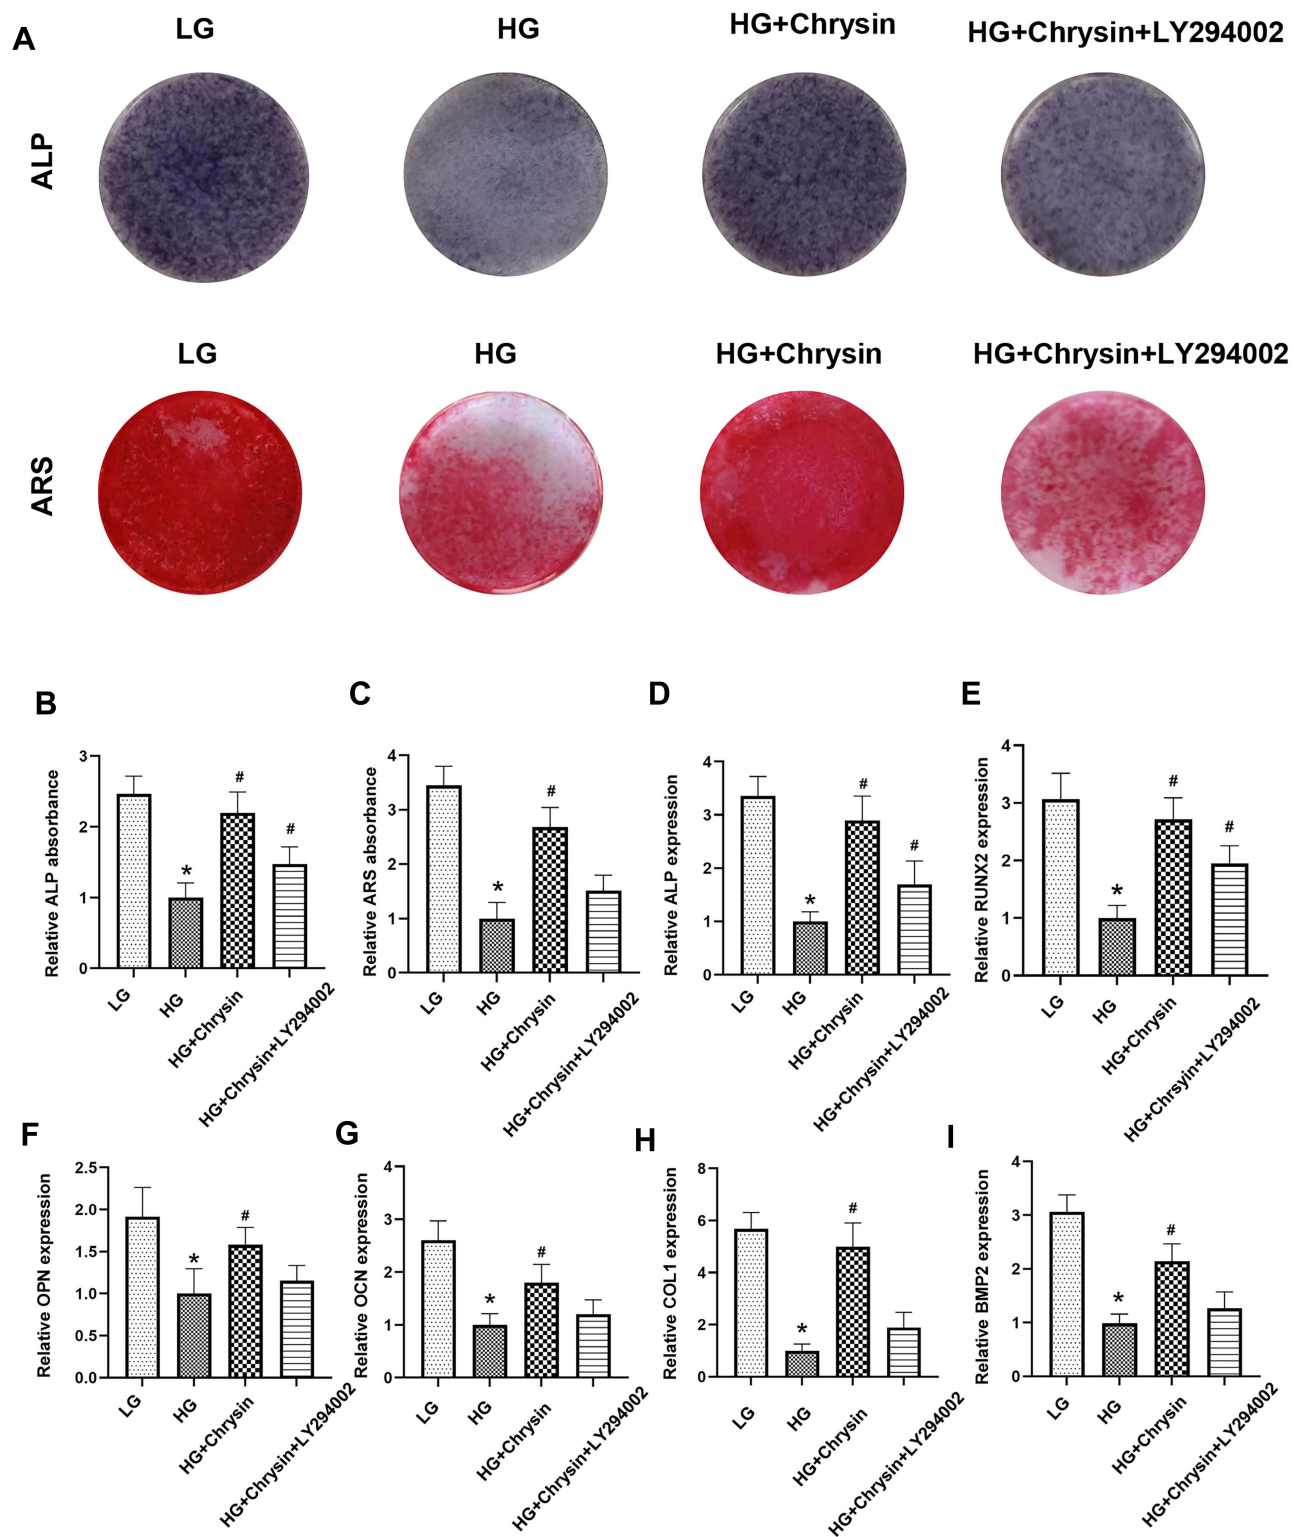 A
LG
HG
HG+Chrysin
HG+Chrysin+LY294002
ALP
LG
HG
HG+Chrysin
HG+Chrysin+LY294002
ARS
B
Relative ALP absorbance
3
2
1
0
*
#
#
LG
HG
HG+Chrysin
HG+Chrysin+LY294002
C
Relative ARS absorbance
4
3
2
1
0
*
#
LG
HG
HG+Chrysin
HG+Chrysin+LY294002
D
Relative ALP expression
4
3
2
1
0
*
#
#
LG
HG
HG+Chrysin
HG+Chrysin+LY294002
E
Relative RUNX2 expression
4
3
2
1
0
*
#
#
LG
HG
HG+Chrysin
HG+Chrsyin+LY294002
F
Relative OPN expression
2.5
2.0
1.5
1.0
0.5
0.0
*
#
LG
HG
HG+Chrysin
HG+Chrysin+LY294002
G
Relative OCN expression
4
3
2
1
0
*
#
LG
HG
HG+Chrysin
HG+Chrysin+LY294002
H
Relative COL1 expression
8
6
4
2
0
*
#
LG
HG
HG+Chrysin
HG+Chrysin+LY294002
I
Relative BMP2 expression
4
3
2
1
0
*
#
LG
HG
HG+Chrysin
HG+Chrysin+LY294002